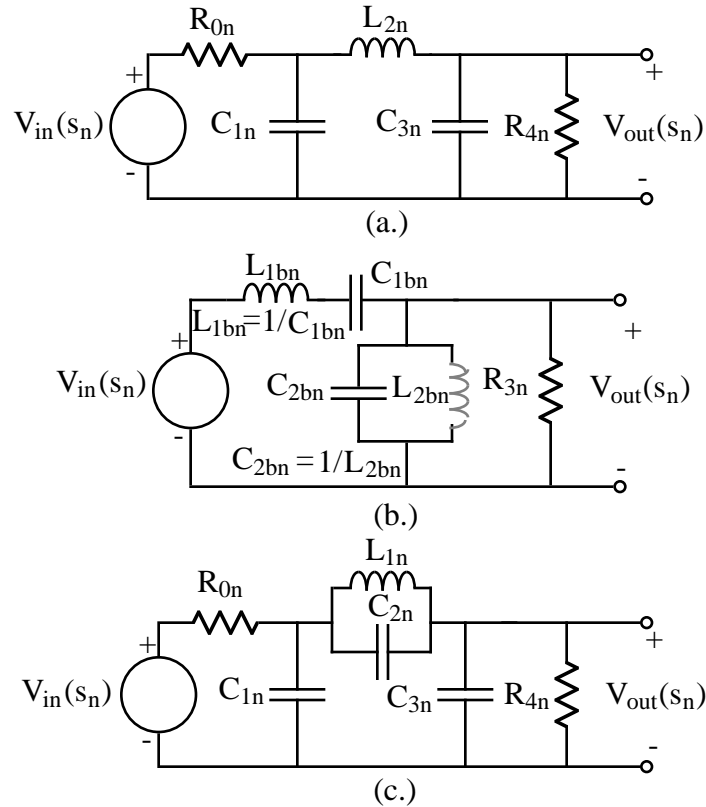 R0n
L2n
+
Vin(sn)
-
C1n
C3n
R4n
+
Vout(sn)
-
(a.)
L1bn
C1bn
L1bn=1/C1bn
+
Vin(sn)
-
C2bn
L2bn
R3n
+
Vout(sn)
-
C2bn=1/L2bn
(b.)
L1n
R0n
C2n
+
Vin(sn)
-
C1n
C3n
R4n
+
Vout(sn)
-
(c.)